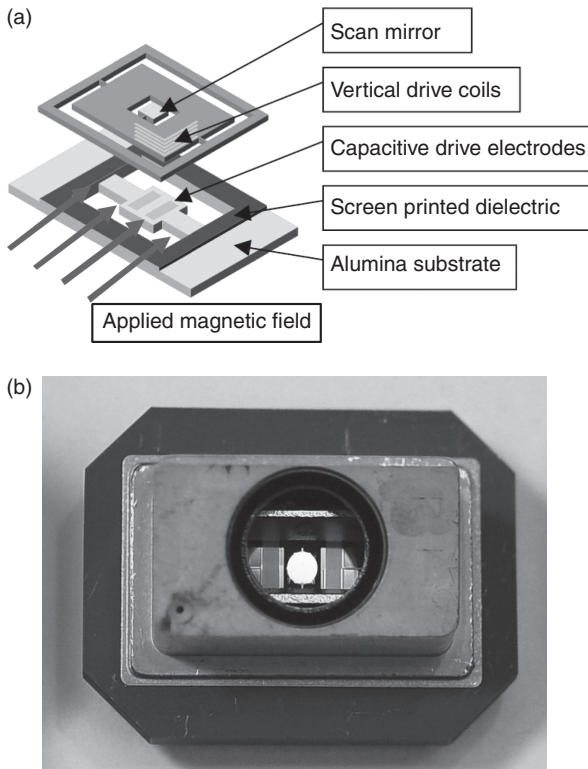 (a)
Scan mirror
Vertical drive coils
Capacitive drive electrodes
Screen printed dielectric
Alumina substrate
Applied magnetic field
(b)